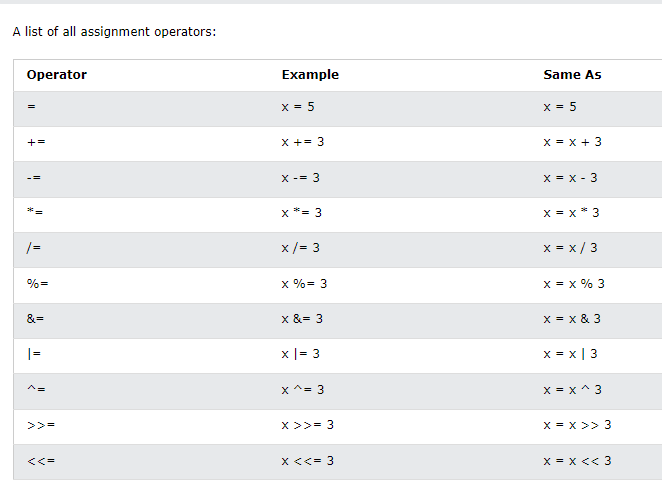 A list of all assignment operators:
Operator Example Same As
= x = 5 x = 5
+= x += 3 x = x + 3
-= x -= 3 x = x - 3
*= x *= 3 x = x * 3
/= x /= 3 x = x / 3
%= x %= 3 x = x % 3
&= x &= 3 x = x & 3
|= x |= 3 x = x | 3
^= x ^= 3 x = x ^ 3
>>= x >>= 3 x = x >> 3
<<= x <<= 3 x = x << 3